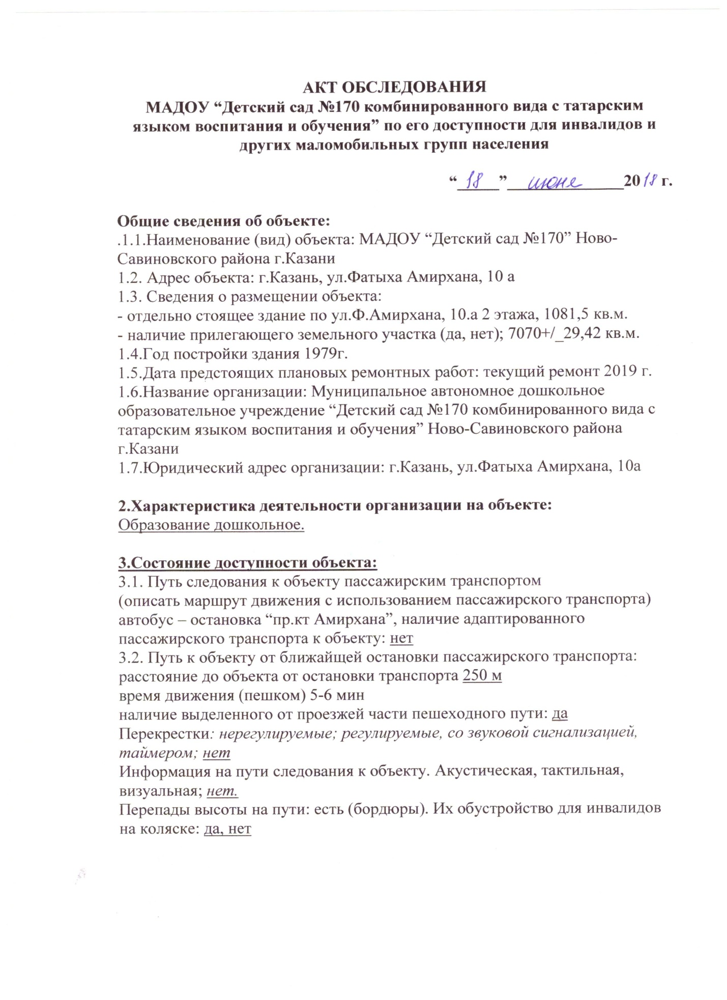 АКТ ОБСЛЕДОВАНИЯ
МАДОУ “Детский сад №170 комбинированного вида с татарским
языком воспитания и обучения” по его доступности для инвалидов и
других маломобильных групп населения
“ 18 ” июня 2018 г.
Общие сведения об объекте:
.1.1.Наименование (вид) объекта: МАДОУ “Детский сад №170” Ново-
Савиновского района г.Казани
1.2. Адрес объекта: г.Казань, ул.Фатыха Амирхана, 10 а
1.3. Сведения о размещении объекта:
- отдельно стоящее здание по ул.Ф.Амирхана, 10.а 2 этажа, 1081,5 кв.м.
- наличие прилегающего земельного участка (да, нет); 7070+/_29,42 кв.м.
1.4.Год постройки здания 1979г.
1.5.Дата предстоящих плановых ремонтных работ: текущий ремонт 2019 г.
1.6.Название организации: Муниципальное автономное дошкольное
образовательное учреждение “Детский сад №170 комбинированного вида с
татарским языком воспитания и обучения” Ново-Савиновского района
г.Казани
1.7.Юридический адрес организации: г.Казань, ул.Фатыха Амирхана, 10а
2.Характеристика деятельности организации на объекте:
Образование дошкольное.
3.Состояние доступности объекта:
3.1. Путь следования к объекту пассажирским транспортом
(описать маршрут движения с использованием пассажирского транспорта)
автобус – остановка “пр.кт Амирхана”, наличие адаптированного
пассажирского транспорта к объекту: нет
3.2. Путь к объекту от ближайщей остановки пассажирского транспорта:
расстояние до объекта от остановки транспорта 250 м
время движения (пешком) 5-6 мин
наличие выделенного от проезжей части пешеходного пути: да
Перекрестки: нерегулируемые; регулируемые, со звуковой сигнализацией,
таймером; нет
Информация на пути следования к объекту. Акустическая, тактильная,
визуальная; нет.
Перепады высоты на пути: есть (бордюры). Их обустройство для инвалидов
на коляске: да, нет